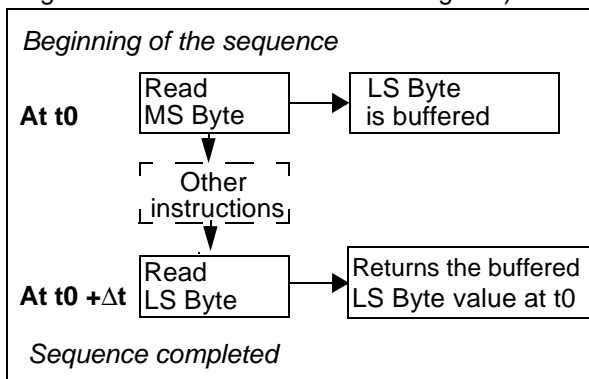 Beginning of the sequence
At t0
Read
MS Byte
LS Byte
is buffered
Other
instructions
At t0 +Δt
Read
LS Byte
Returns the buffered
LS Byte value at t0
Sequence completed